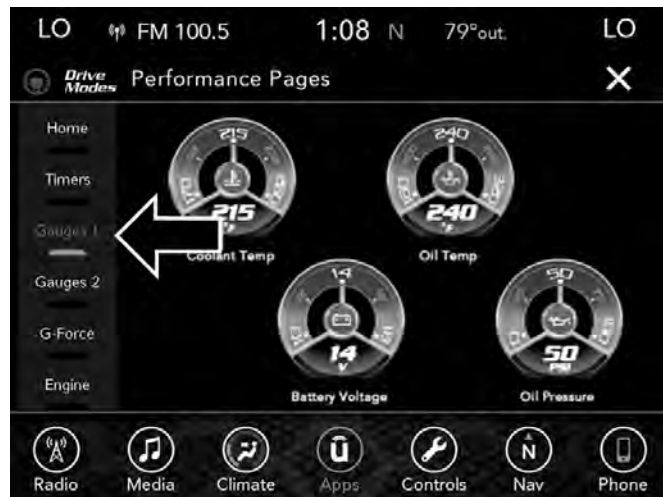 LO FM 100.5 1:08 N 79°out. LO
Drive Modes Performance Pages X
Home
Timers
Gauges 1
Gauges 2
G-Force
Engine
215 240
215 240
°F °F
Coolant Temp Oil Temp
14 50
14 50
V PSI
Battery Voltage Oil Pressure
Radio Media Climate ū Apps Controls N Nav Phone